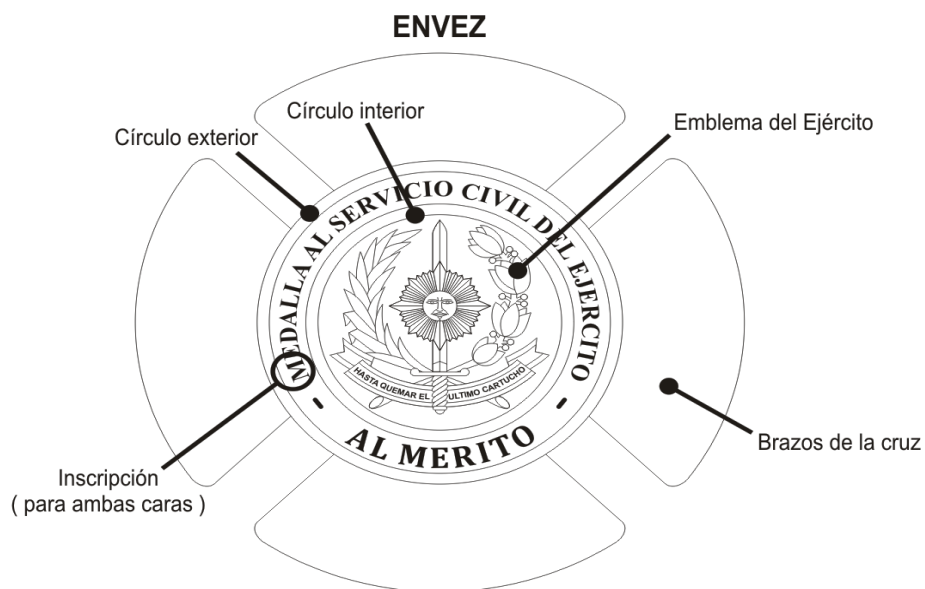 ENVEZ
Círculo interior
Círculo exterior
Emblema del Ejército
MEDALLA AL SERVICIO CIVIL DEL EJERCITO
HASTA QUEMAR EL ULTIMO CARTUCHO
- AL MERITO -
Brazos de la cruz
Inscripción
( para ambas caras )